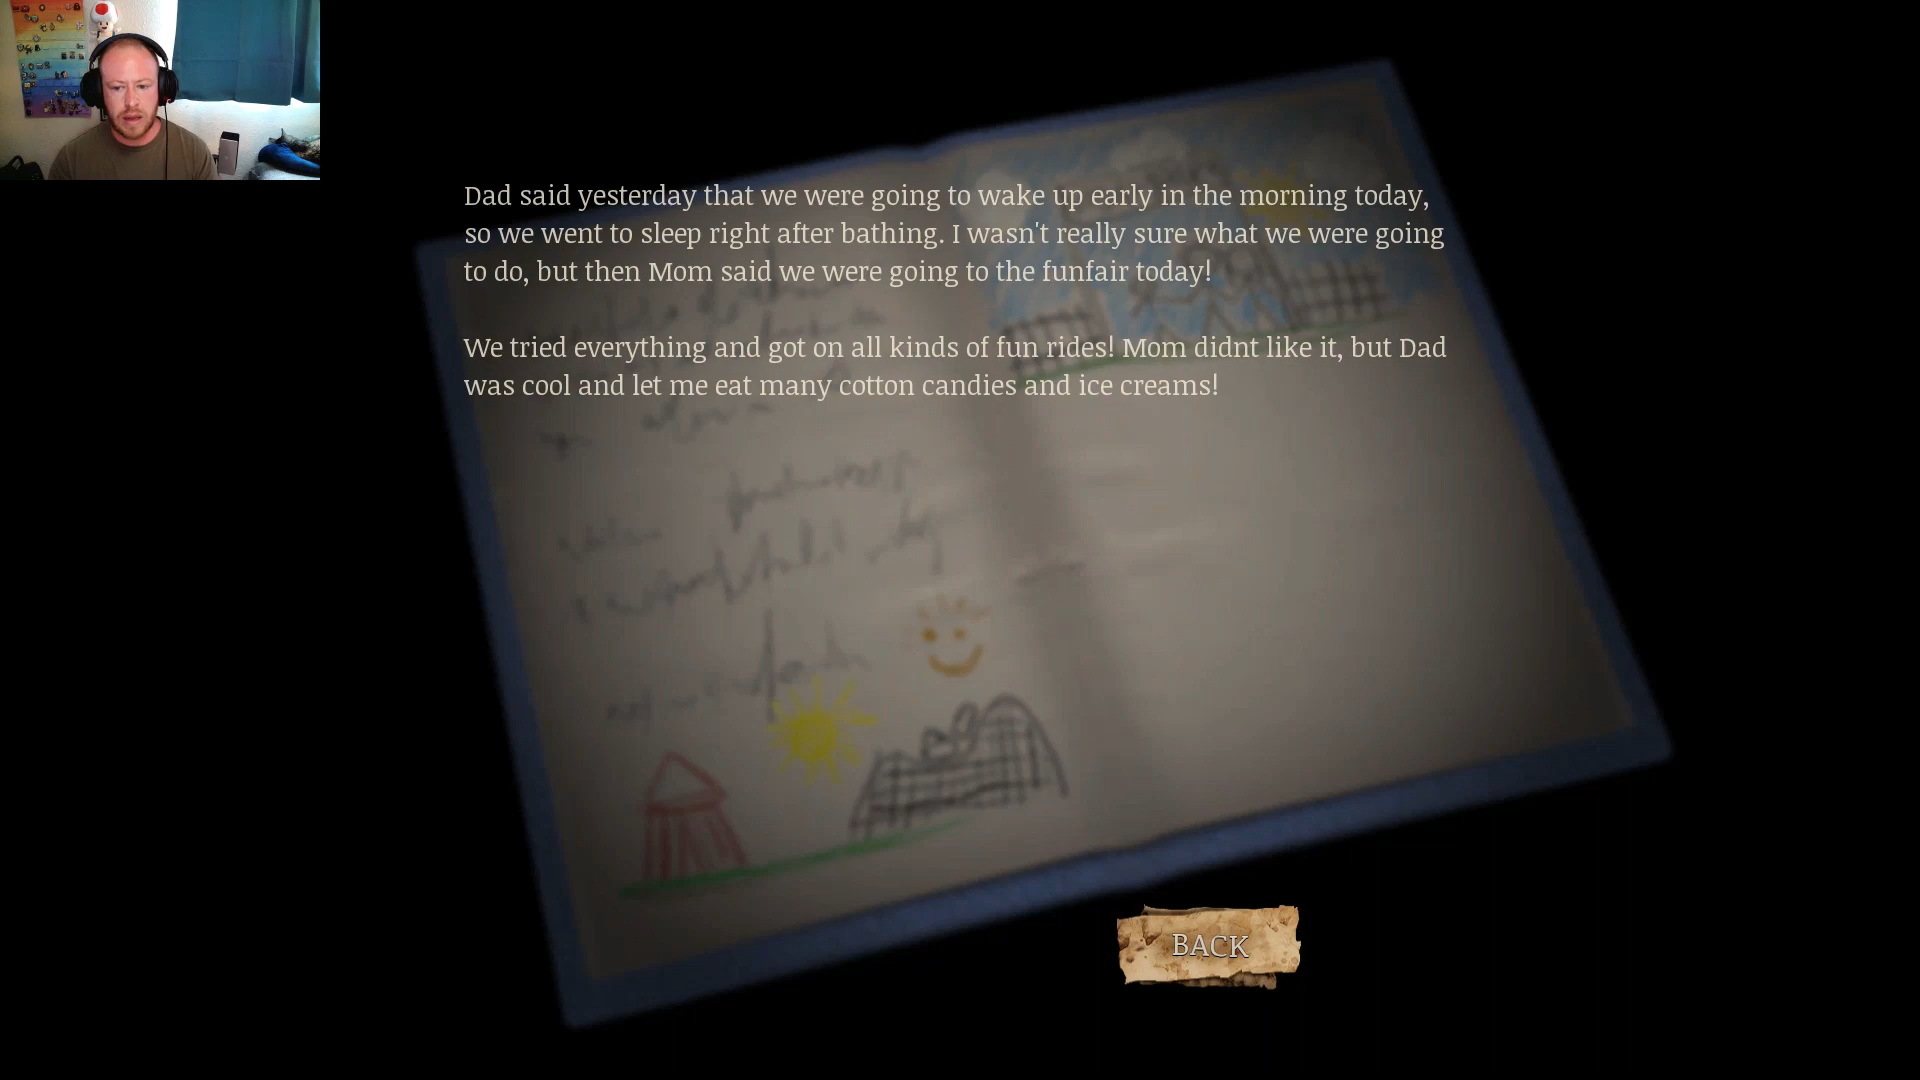 Dad said yesterday that we were going to wake up early in the morning today,
so we went to sleep right after bathing. I wasn't really sure what we were going
to do, but then Mom said we were going to the funfair today!
We tried everything and got on all kinds of fun rides! Mom didnt like it, but Dad
was cool and let me eat many cotton candies and ice creams!
BACK